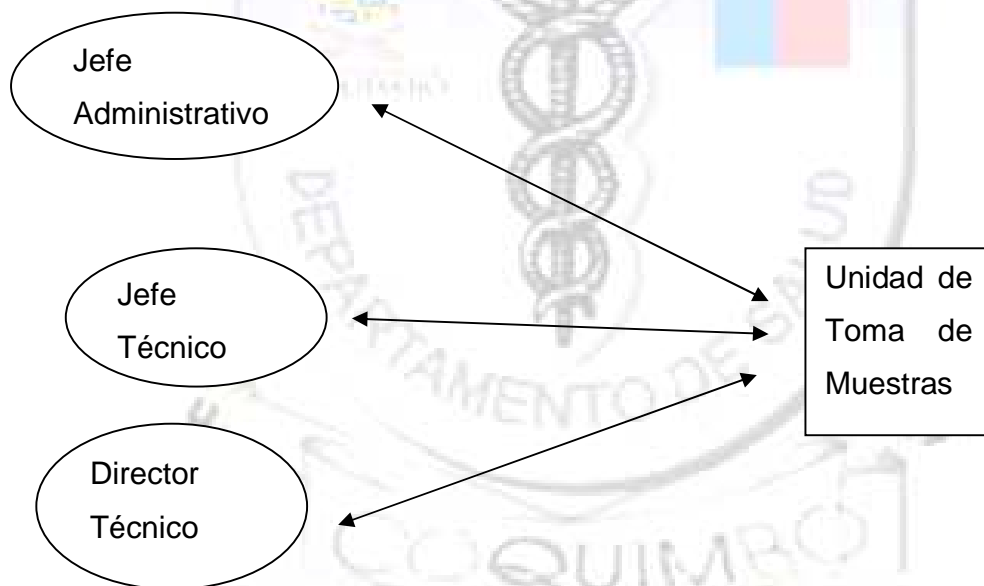 Jefe
Administrativo
Jefe
Técnico
Unidad de
Toma de
Muestras
Director
Técnico
DEPARTAMENTO DE SALUD
COQUIMBO